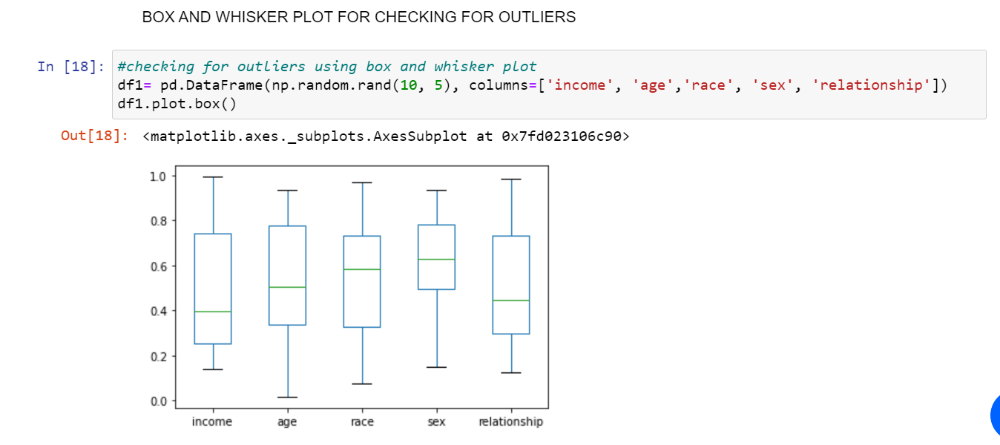 BOX AND WHISKER PLOT FOR CHECKING FOR OUTLIERS
In [18]: #checking for outliers using box and whisker plot
df1= pd.DataFrame(np.random.rand(10, 5), columns=['income', 'age','race', 'sex', 'relationship'])
df1.plot.box()
Out[18]: <matplotlib.axes._subplots.AxesSubplot at 0x7fd023106c90>
1.0
0.8
0.6
0.4
0.2
0.0
income age race sex relationship